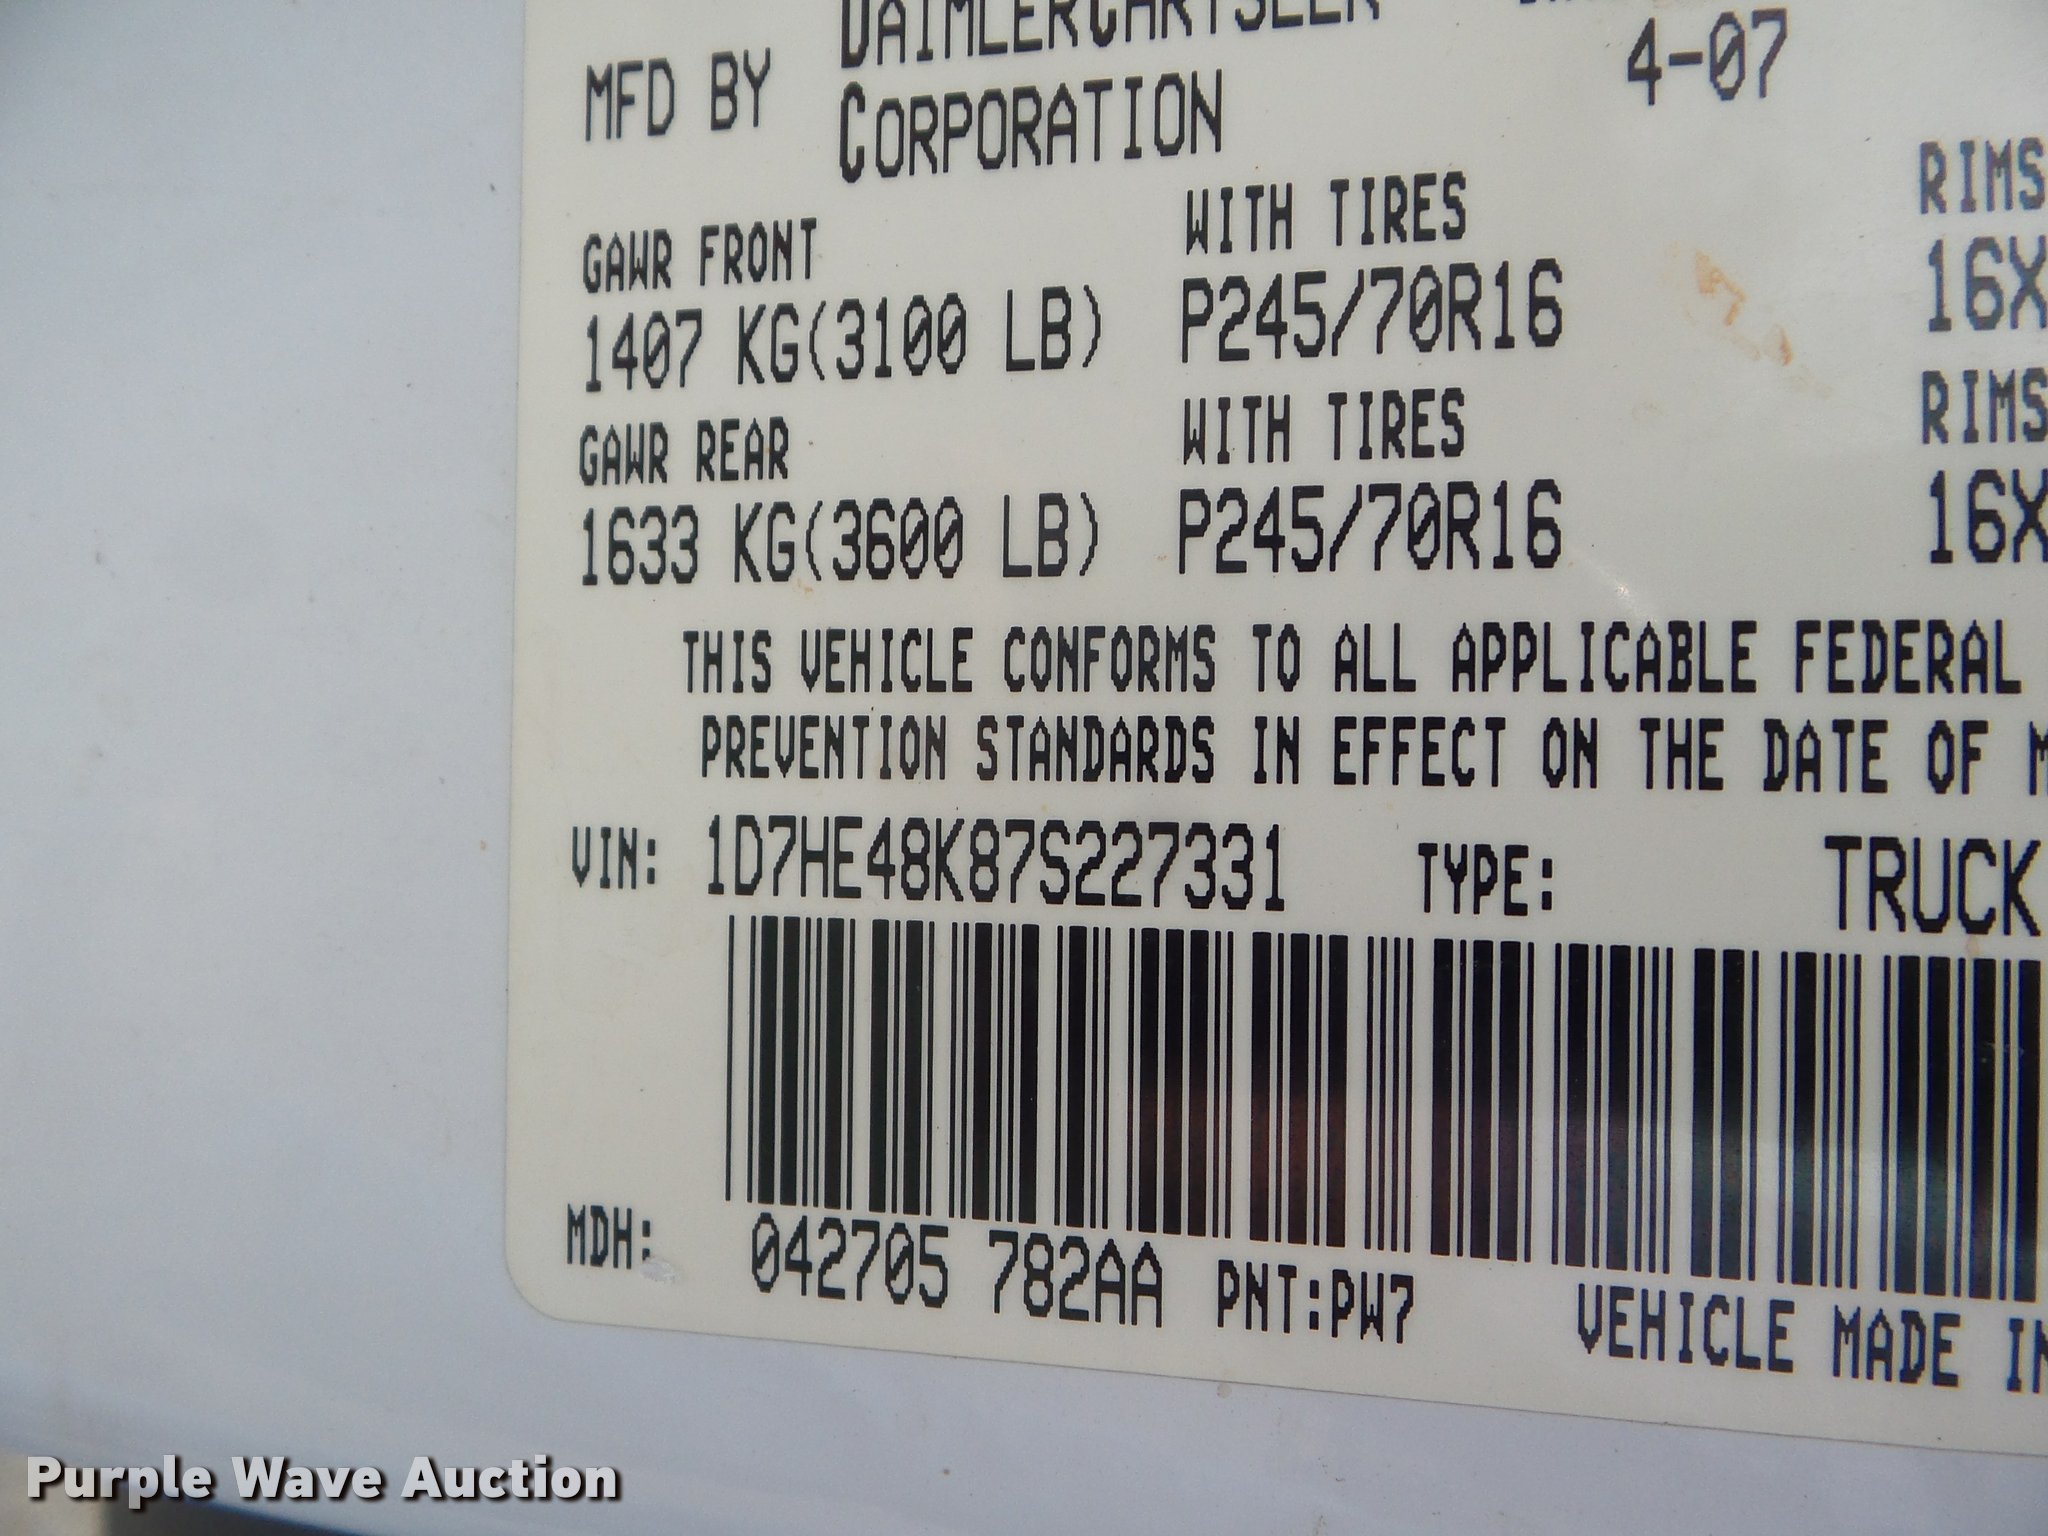 MFD BY DAIMLERCHRYSLER
CORPORATION
4-07
GAWR FRONT WITH TIRES RIMS
1407 KG(3100 LB) P245/70R16 16X
GAWR REAR WITH TIRES RIMS
1633 KG(3600 LB) P245/70R16 16X
THIS VEHICLE CONFORMS TO ALL APPLICABLE FEDERAL
PREVENTION STANDARDS IN EFFECT ON THE DATE OF
VIN: 1D7HE48K87S227331 TYPE: TRUCK
MDH: 042705 782AA PNT:PW7
VEHICLE MADE IN
Purple Wave Auction